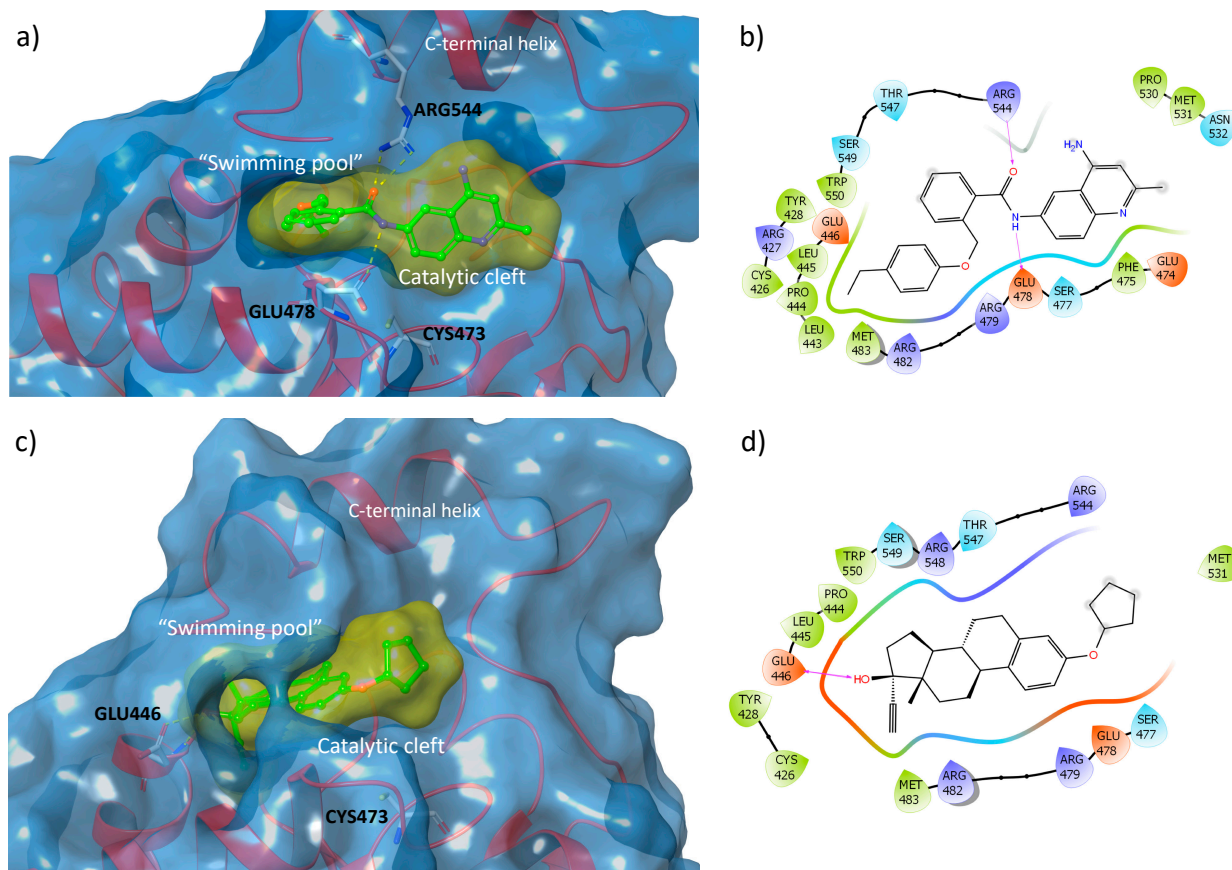 a)
C-terminal helix
ARG544
“Swimming pool”
Catalytic cleft
GLU478
CYS473
b)
THR
547
ARG
544
PRO
530
MET
531
ASN
532
SER
549
TRP
550
TYR
428
GLU
446
ARG
427
LEU
445
CYS
426
PRO
444
LEU
443
H₂N
O
N
H
N
O
GLU
474
PHE
475
SER
477
GLU
478
ARG
479
ARG
482
MET
483
c)
C-terminal helix
“Swimming pool”
GLU446
Catalytic cleft
CYS473
d)
ARG
544
THR
547
SER
549
ARG
548
TRP
550
MET
531
PRO
444
LEU
445
GLU
446
HO
O
TYR
428
CYS
426
SER
477
GLU
478
ARG
479
ARG
482
MET
483